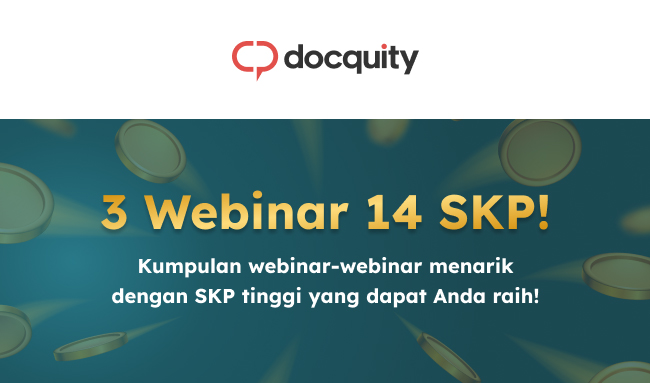 docquity
3 Webinar 14 SKP!
Kumpulan webinar-webinar menarik
dengan SKP tinggi yang dapat Anda raih!